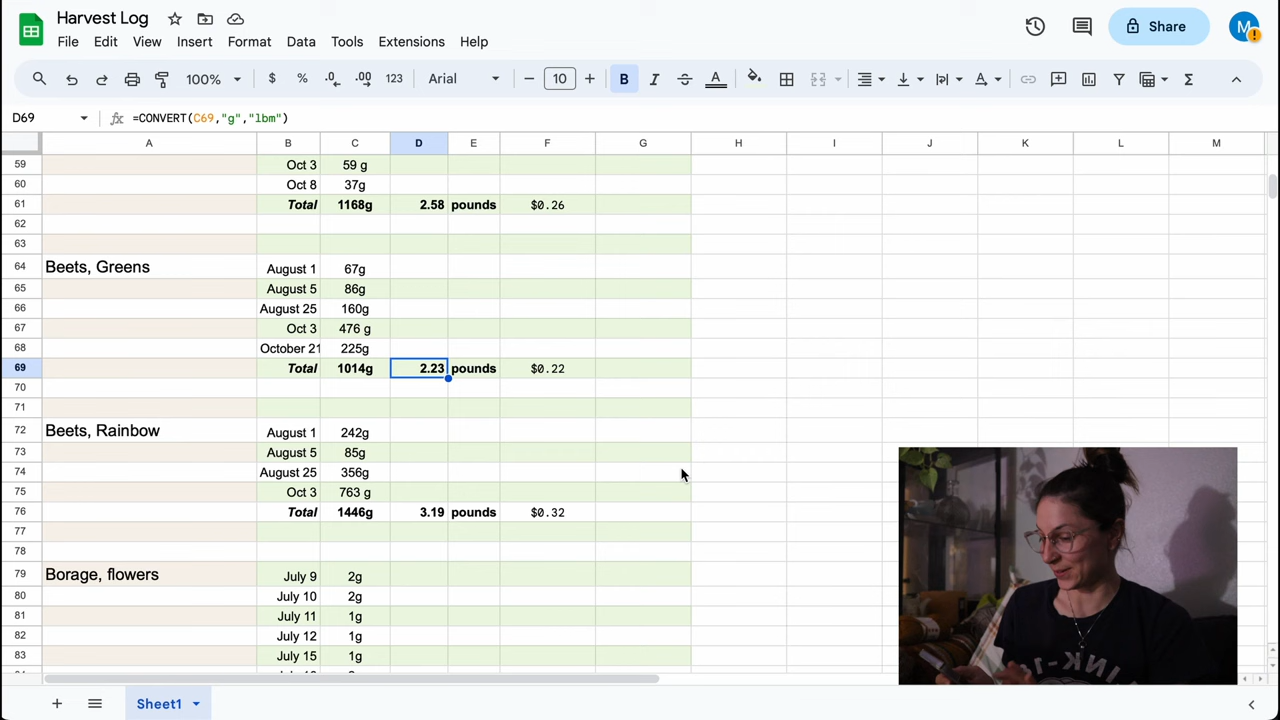 Harvest Log
File Edit View Insert Format Data Tools Extensions Help
Share
M
100% $ % .0 .00 123 Arial 10 B I S A Σ
D69 fx =CONVERT(C69,"g","lbm")
A B C D E F G H I J K L M
59 Oct 3 59 g
60 Oct 8 37g
61 Total 1168g 2.58 pounds $0.26
62
63
64 Beets, Greens August 1 67g
65 August 5 86g
66 August 25 160g
67 Oct 3 476 g
68 October 21 225g
69 Total 1014g 2.23 pounds $0.22
70
71
72 Beets, Rainbow August 1 242g
73 August 5 85g
74 August 25 356g
75 Oct 3 763 g
76 Total 1446g 3.19 pounds $0.32
77
78
79 Borage, flowers July 9 2g
80 July 10 2g
81 July 11 1g
82 July 12 1g
83 July 15 1g
Sheet1